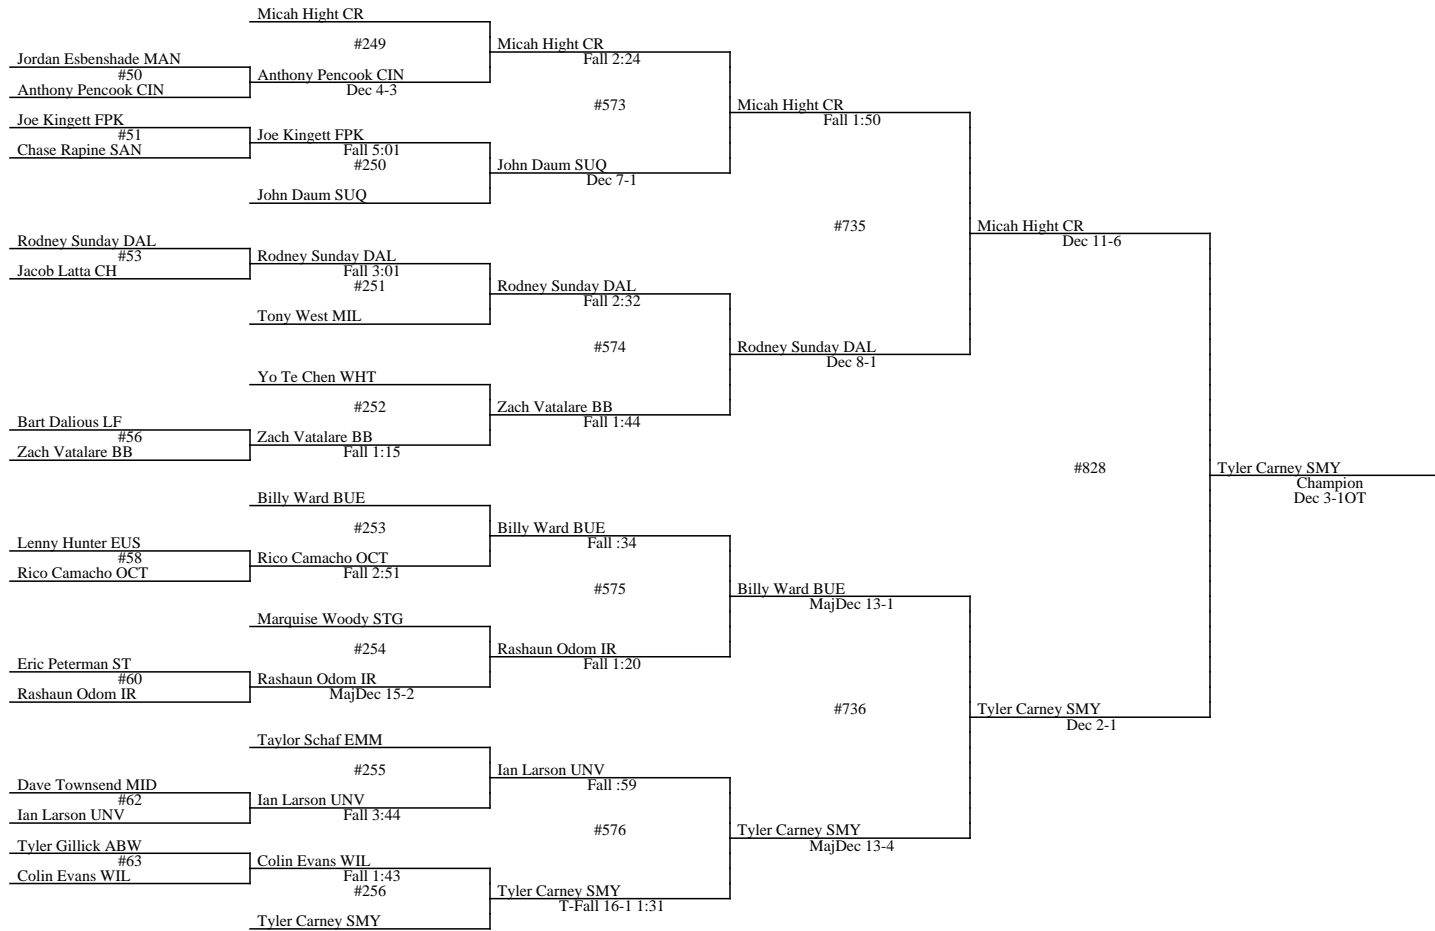 Micah Hight CR
#249
Micah Hight CR
Fall 2:24
Jordan Esbenshade MAN
#50
Anthony Pencook CIN
Anthony Pencook CIN
Dec 4-3
#573
Micah Hight CR
Fall 1:50
Joe Kingett FPK
#51
Chase Rapine SAN
Joe Kingett FPK
Fall 5:01
#250
John Daum SUQ
Dec 7-1
John Daum SUQ
#735
Micah Hight CR
Dec 11-6
Rodney Sunday DAL
#53
Jacob Latta CH
Rodney Sunday DAL
Fall 3:01
#251
Rodney Sunday DAL
Fall 2:32
Tony West MIL
#574
Rodney Sunday DAL
Dec 8-1
Yo Te Chen WHT
#252
Zach Vatalare BB
Fall 1:44
Bart Dalious LF
#56
Zach Vatalare BB
Zach Vatalare BB
Fall 1:15
#828
Tyler Carney SMY
Champion
Dec 3-1OT
Billy Ward BUE
#253
Billy Ward BUE
Fall :34
Lenny Hunter EUS
#58
Rico Camacho OCT
Rico Camacho OCT
Fall 2:51
#575
Billy Ward BUE
MajDec 13-1
Marquise Woody STG
#254
Rashaun Odom IR
Fall 1:20
Eric Peterman ST
#60
Rashaun Odom IR
Rashaun Odom IR
MajDec 15-2
#736
Tyler Carney SMY
Dec 2-1
Taylor Schaf EMM
#255
Ian Larson UNV
Fall :59
Dave Townsend MID
#62
Ian Larson UNV
Ian Larson UNV
Fall 3:44
#576
Tyler Carney SMY
MajDec 13-4
Tyler Gillick ABW
#63
Colin Evans WIL
Colin Evans WIL
Fall 1:43
#256
Tyler Carney SMY
T-Fall 16-1 1:31
Tyler Carney SMY